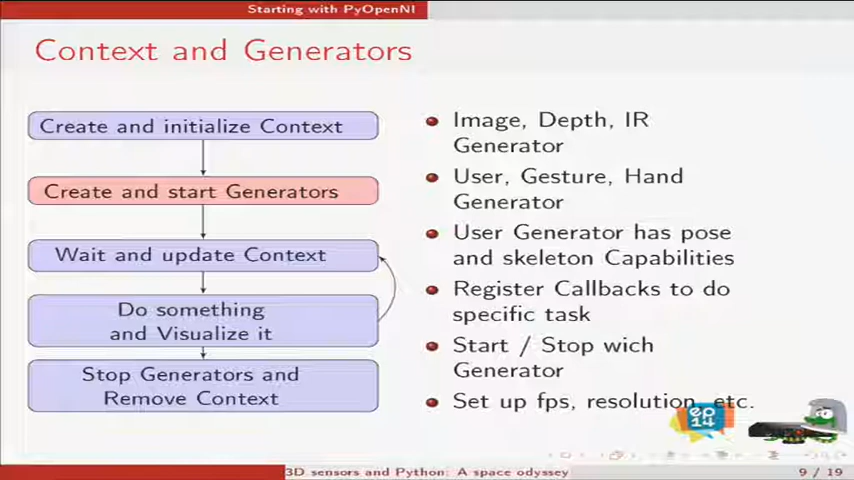 Starting with PyOpenNI
Context and Generators
Create and initialize Context
Create and start Generators
Wait and update Context
Do something
and Visualize it
Stop Generators and
Remove Context
Image, Depth, IR
Generator
User, Gesture, Hand
Generator
User Generator has pose
and skeleton Capabilities
Register Callbacks to do
specific task
Start / Stop wich
Generator
Set up fps, resolution, etc.
ep
14
3D sensors and Python: A space odyssey
9 / 19